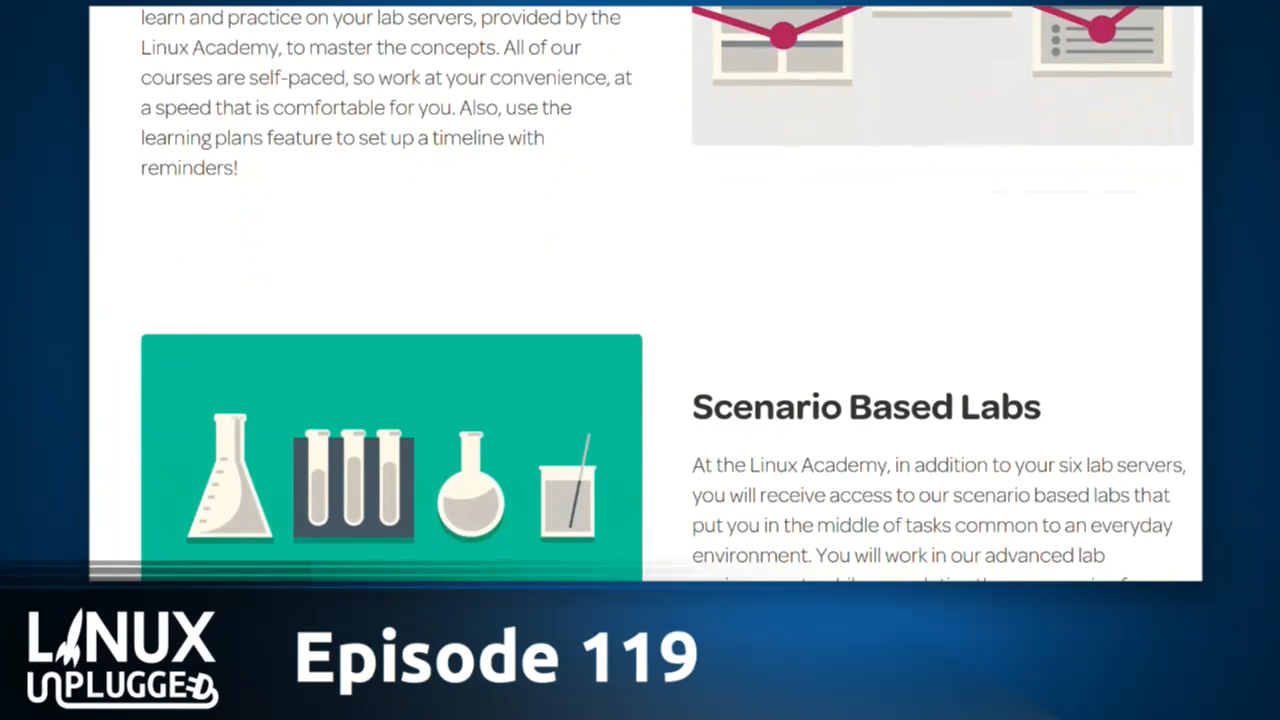 learn and practice on your lab servers, provided by the
Linux Academy, to master the concepts. All of our
courses are self-paced, so work at your convenience, at
a speed that is comfortable for you. Also, use the
learning plans feature to set up a timeline with
reminders!
Scenario Based Labs
At the Linux Academy, in addition to your six lab servers,
you will receive access to our scenario based labs that
put you in the middle of tasks common to an everyday
environment. You will work in our advanced lab
LINUX
UNPLUGGED
Episode 119